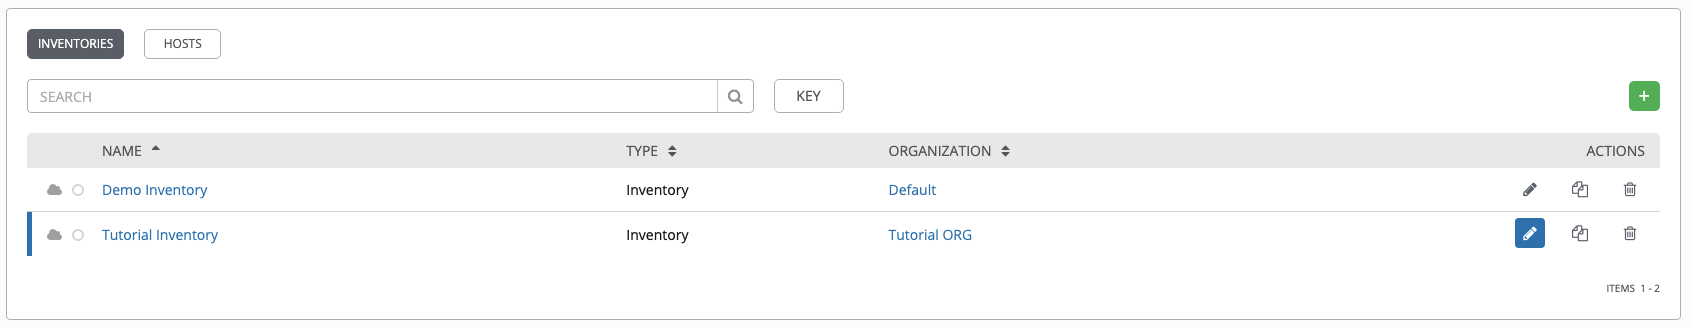 INVENTORIES HOSTS
SEARCH KEY +
NAME TYPE ORGANIZATION ACTIONS
Demo Inventory Inventory Default
Tutorial Inventory Inventory Tutorial ORG
ITEMS 1 - 2